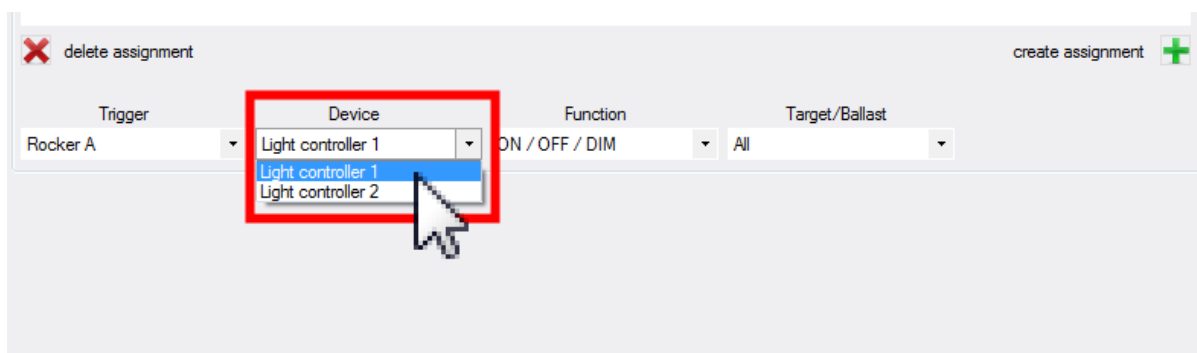 delete assignment
create assignment
Trigger
Device
Function
Target/Ballast
Rocker A
Light controller 1
ON / OFF / DIM
All
Light controller 1
Light controller 2